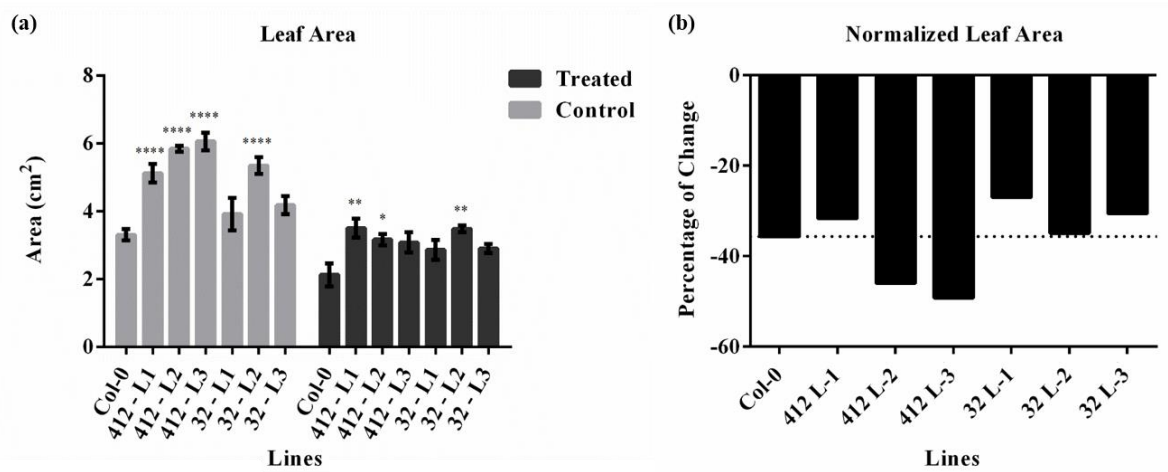 (a)
Leaf Area
8
6
4
2
0
Area (cm2)
****
****
****
****
**
*
**
Treated
Control
Col-0
412 - L1
412 - L2
412 - L3
32 - L1
32 - L2
32 - L3
Col-0
412 - L1
412 - L2
412 - L3
32 - L1
32 - L2
32 - L3
Lines
(b)
Normalized Leaf Area
0
-20
-40
-60
Percentage of Change
Col-0
412 L-1
412 L-2
412 L-3
32 L-1
32 L-2
32 L-3
Lines